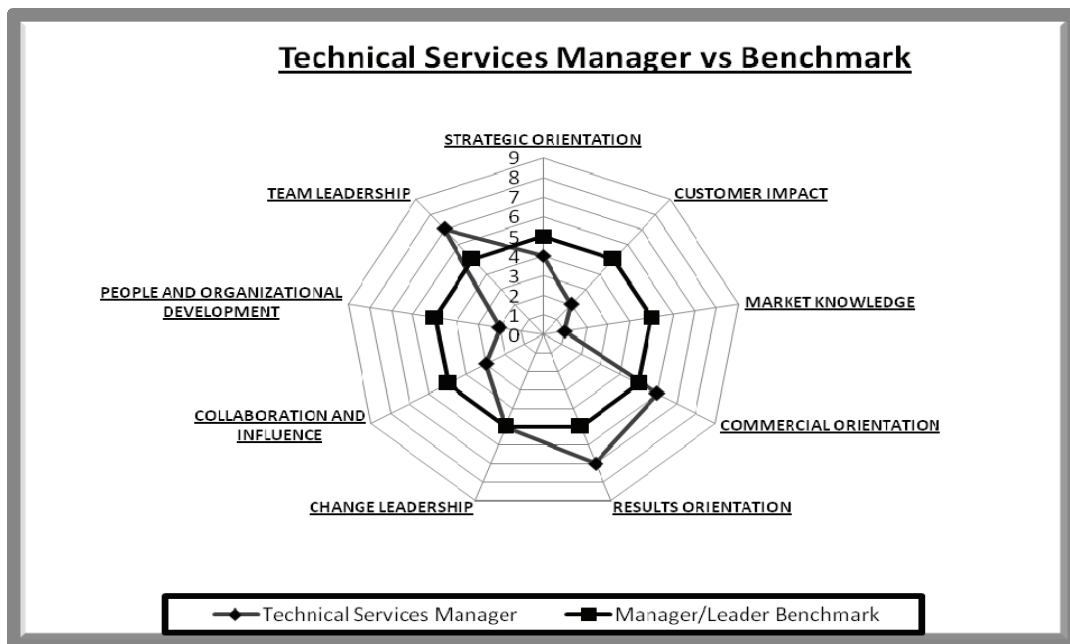 Technical Services Manager vs Benchmark
STRATEGIC ORIENTATION
9
8
7
6
5
4
3
2
1
0
CUSTOMER IMPACT
MARKET KNOWLEDGE
COMMERCIAL ORIENTATION
RESULTS ORIENTATION
CHANGE LEADERSHIP
COLLABORATION AND
INFLUENCE
PEOPLE AND ORGANIZATIONAL
DEVELOPMENT
TEAM LEADERSHIP
Technical Services Manager
Manager/Leader Benchmark